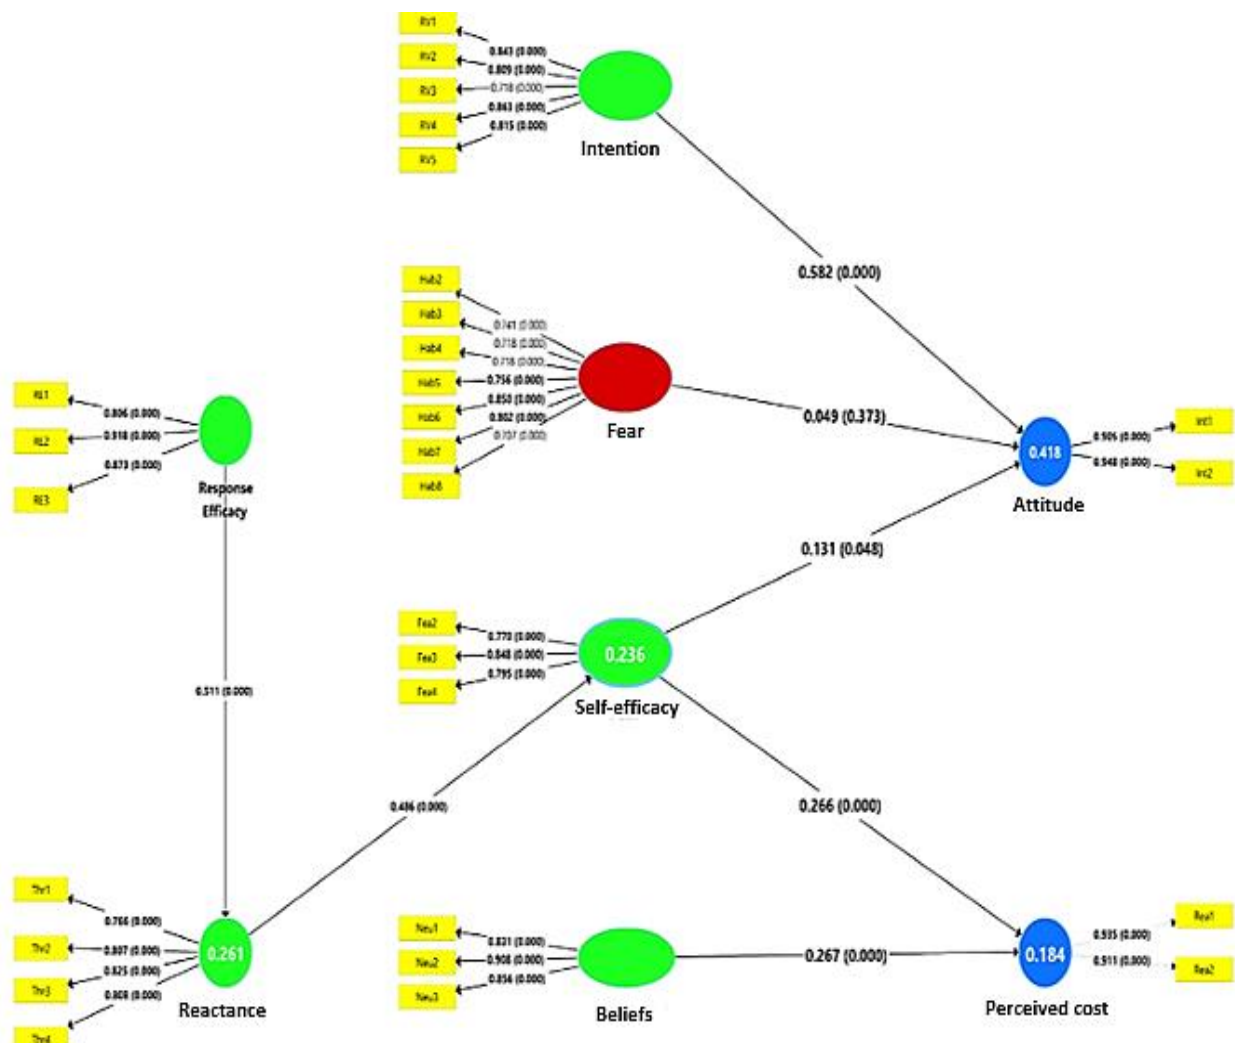 RV1
RV2
RV3
RV4
RV5
0.843 (0.000)
0.809 (0.000)
0.718 (0.000)
0.863 (0.000)
0.815 (0.000)
Intention
0.582 (0.000)
Hab2
Hab3
Hab4
Hab5
Hab6
Hab7
Hab8
0.741 (0.000)
0.718 (0.000)
0.718 (0.000)
0.756 (0.000)
0.850 (0.000)
0.802 (0.000)
0.707 (0.000)
Fear
0.049 (0.373)
RE1
RE2
RE3
0.806 (0.000)
0.918 (0.000)
0.873 (0.000)
Response
Efficacy
0.418
Attitude
0.905 (0.000)
0.948 (0.000)
Int1
Int2
0.131 (0.048)
Fea2
Fea3
Fea4
0.770 (0.000)
0.848 (0.000)
0.795 (0.000)
0.236
Self-efficacy
0.511 (0.000)
0.486 (0.000)
0.266 (0.000)
Thr1
Thr2
Thr3
Thr4
0.766 (0.000)
0.807 (0.000)
0.825 (0.000)
0.808 (0.000)
0.261
Reactance
Neu1
Neu2
Neu3
0.831 (0.000)
0.908 (0.000)
0.856 (0.000)
Beliefs
0.267 (0.000)
0.184
Perceived cost
0.935 (0.000)
0.911 (0.000)
Rea1
Rea2